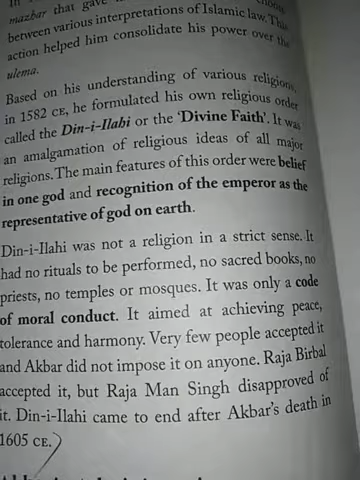 mazhar that gave
between various interpretations of Islamic law. This
action helped him consolidate his power over the
ulema.
Based on his understanding of various religions,
in 1582 CE, he formulated his own religious order
called the Din-i-Ilahi or the 'Divine Faith'. It was
an amalgamation of religious ideas of all major
religions. The main features of this order were belief
in one god and recognition of the emperor as the
representative of god on earth.
Din-i-Ilahi was not a religion in a strict sense. It
had no rituals to be performed, no sacred books, no
priests, no temples or mosques. It was only a code
of moral conduct. It aimed at achieving peace,
tolerance and harmony. Very few people accepted it
and Akbar did not impose it on anyone. Raja Birbal
accepted it, but Raja Man Singh disapproved of
it. Din-i-Ilahi came to end after Akbar's death in
1605 CE.